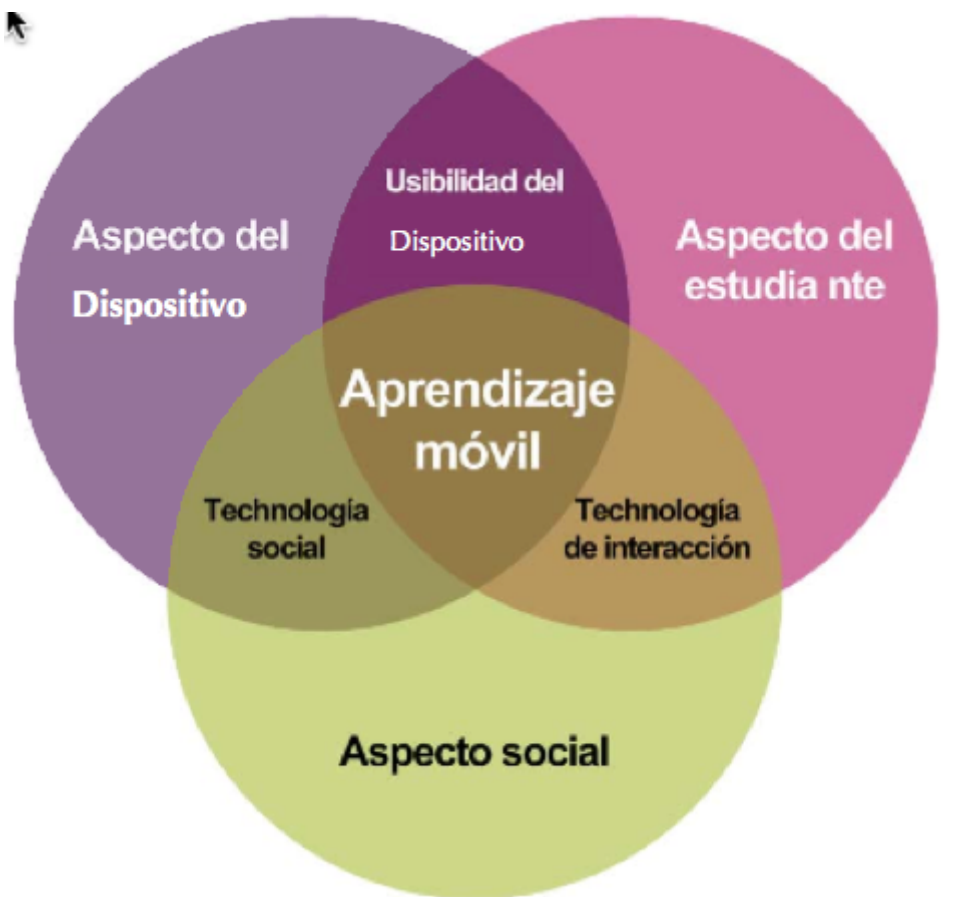 Usibilidad del
Dispositivo
Aspecto del
Dispositivo
Aspecto del
estudia nte
Aprendizaje
móvil
Technología
social
Technología
de interacción
Aspecto social